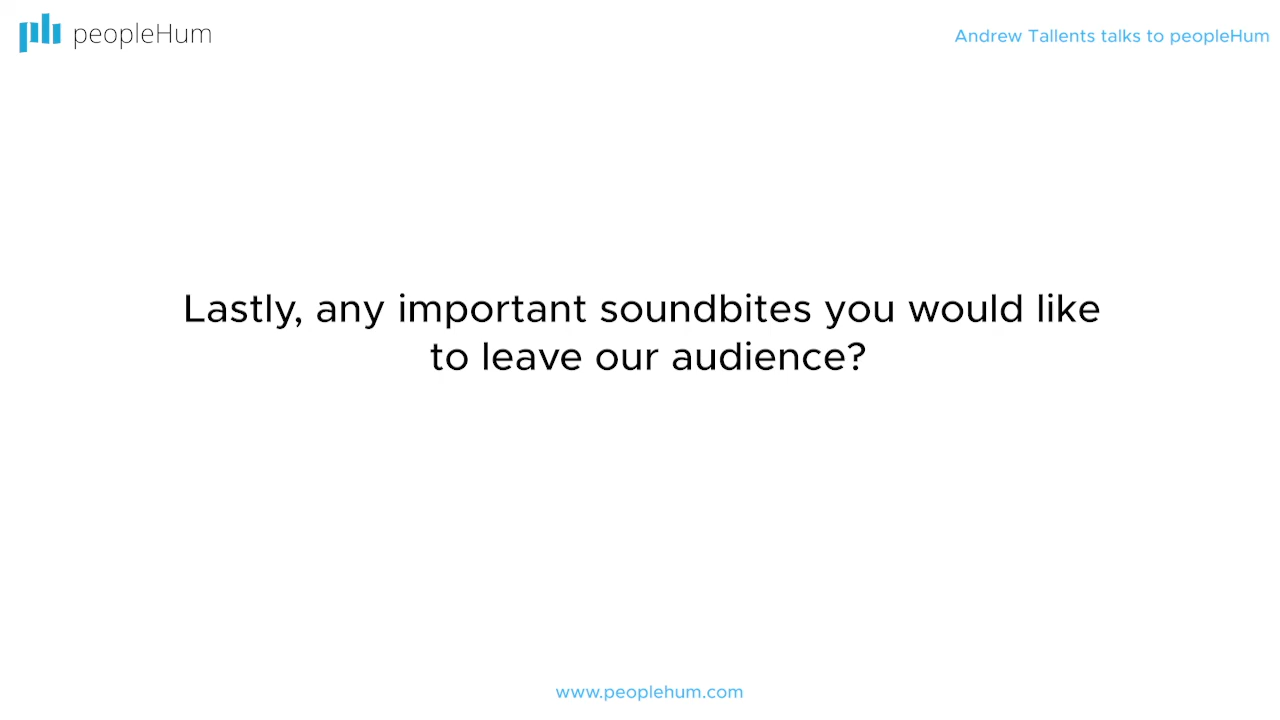 peopleHum
Andrew Tallents talks to peopleHum
Lastly, any important soundbites you would like
to leave our audience?
www.peoplehum.com